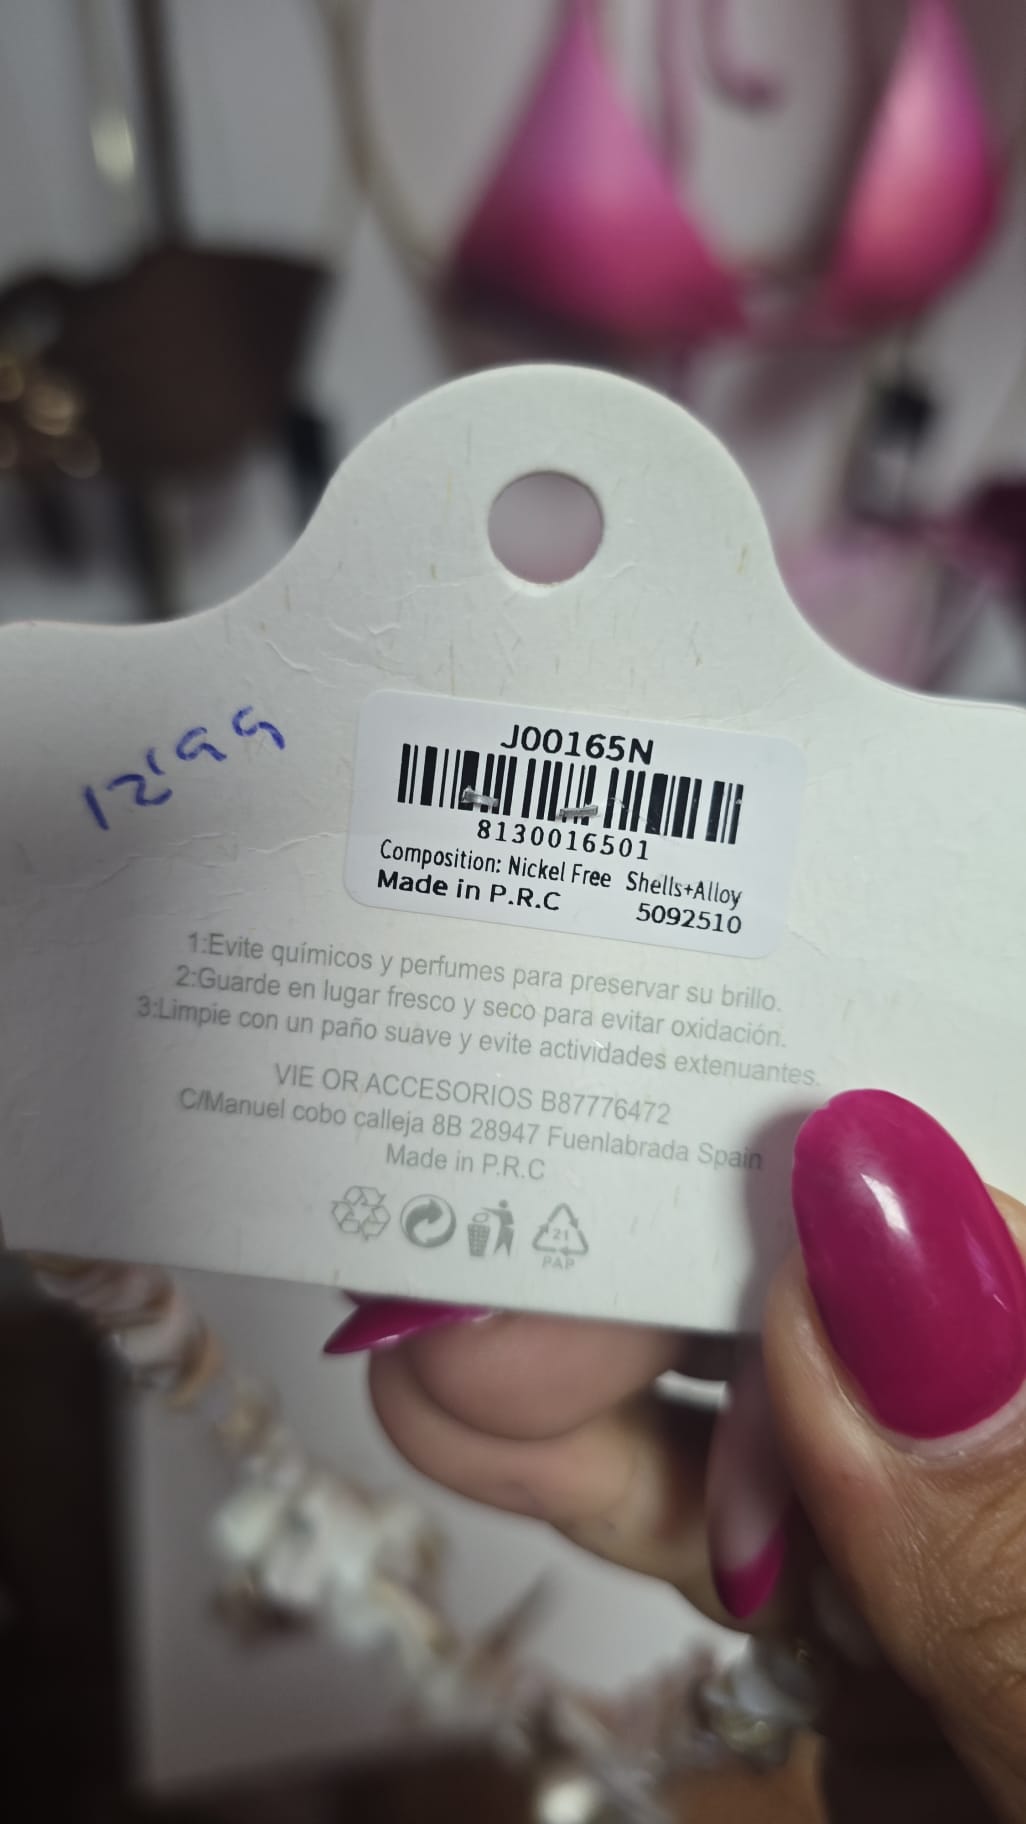 12'99
J00165N
8130016501
Composition: Nickel Free Shells+Alloy
Made in P.R.C 5092510
1:Evite químicos y perfumes para preservar su brillo.
2:Guarde en lugar fresco y seco para evitar oxidación.
3:Limpie con un paño suave y evite actividades extenuantes.
VIE OR ACCESORIOS B87776472
C/Manuel cobo calleja 8B 28947 Fuenlabrada Spain
Made in P.R.C
21
PAP